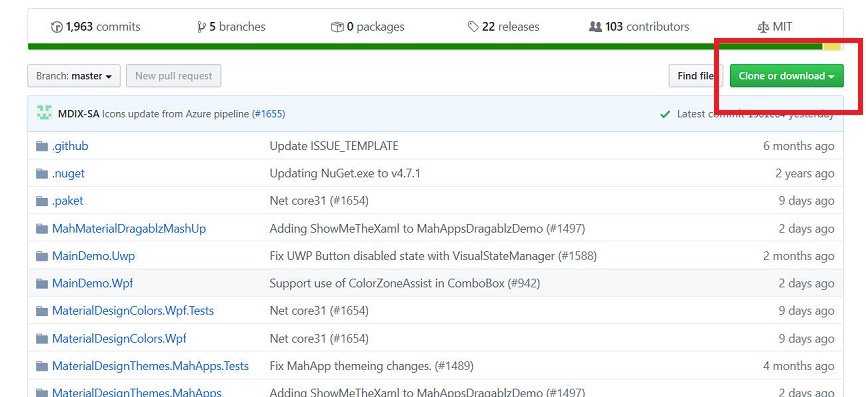 1,963 commits 5 branches 0 packages 22 releases 103 contributors MIT
Branch: master New pull request Find file Clone or download
MDIX-SA Icons update from Azure pipeline (#1655) Latest commit yesterday
.github Update ISSUE_TEMPLATE 6 months ago
.nuget Updating NuGet.exe to v4.7.1 2 years ago
.paket Net core31 (#1654) 9 days ago
MahMaterialDragablzMashUp Adding ShowMeTheXaml to MahAppsDragablzDemo (#1497) 2 days ago
MainDemo.Uwp Fix UWP Button disabled state with VisualStateManager (#1588) 2 months ago
MainDemo.Wpf Support use of ColorZoneAssist in ComboBox (#942) 2 days ago
MaterialDesignColors.Wpf.Tests Net core31 (#1654) 9 days ago
MaterialDesignColors.Wpf Net core31 (#1654) 9 days ago
MaterialDesignThemes.MahApps.Tests Fix MahApp themeing changes. (#1489) 4 months ago
MaterialDesignThemes.MahApps Adding ShowMeTheXaml to MahAppsDragablzDemo (#1497) 2 days ago